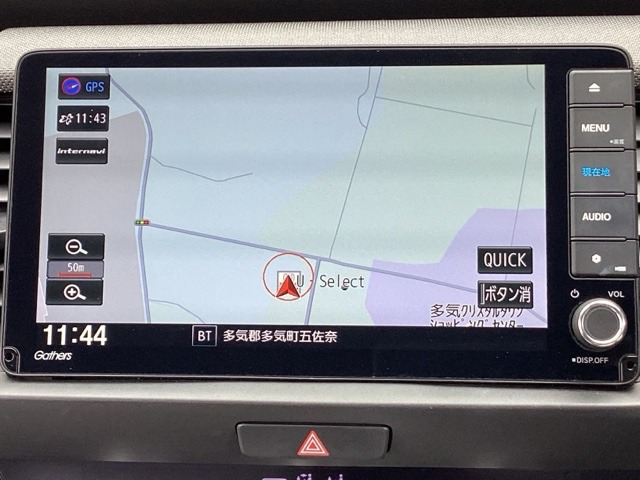 GPS
11:43
internavi
50m
U-Select
QUICK
ボタン消
多気クリスタルタウン
ショッピングセンター
11:44
BT 多気郡多気町五佐奈
Gathers
MENU
現在地
AUDIO
VOL
DISP.OFF